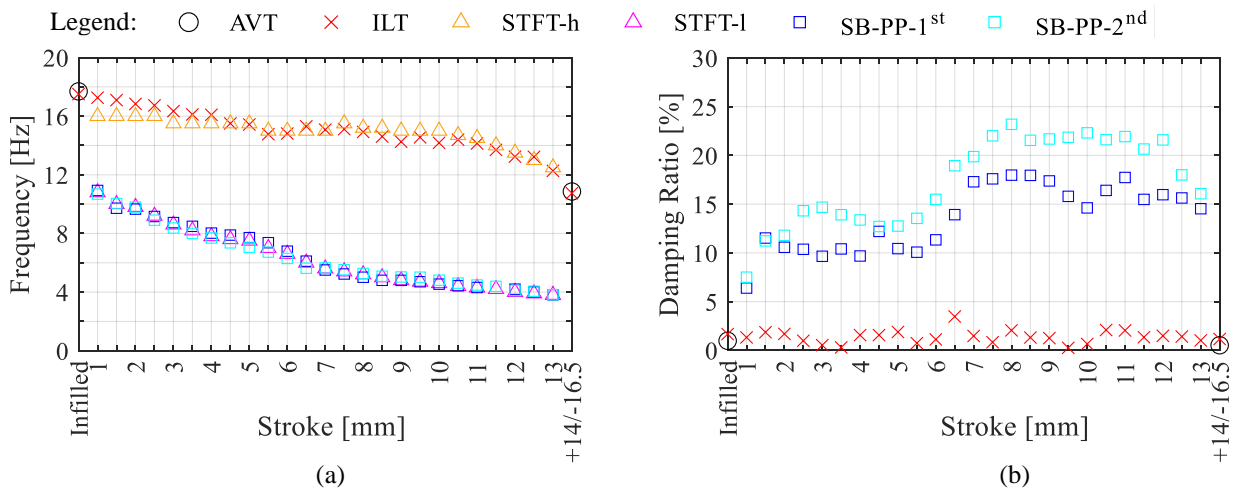 Legend: AVT ILT STFT-h STFT-l SB-PP-1st SB-PP-2nd
Frequency [Hz]
20
16
12
8
4
0
Infilled 1 2 3 4 5 6 7 8 9 10 11 12 13 +14/-16.5
Stroke [mm]
(a)
Damping Ratio [%]
30
25
20
15
10
5
0
Infilled 1 2 3 4 5 6 7 8 9 10 11 12 13 +14/-16.5
Stroke [mm]
(b)